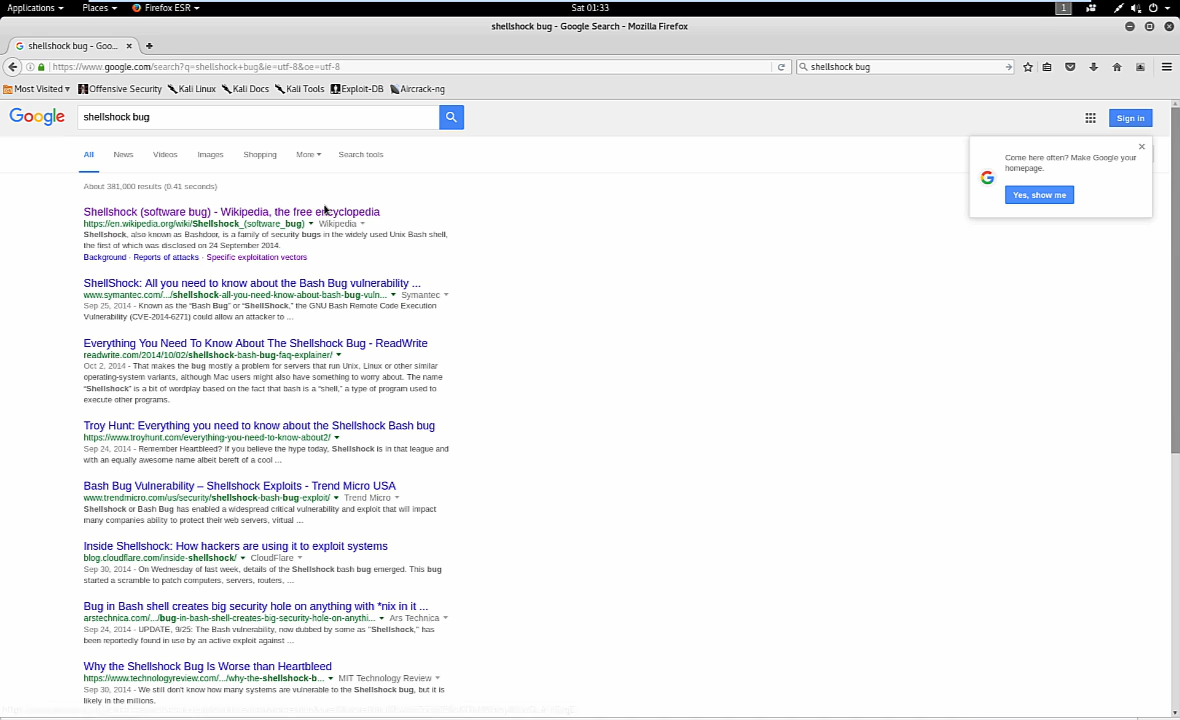 Applications ▾ Places ▾ Firefox ESR ▾ Sat 01:33 1
shellshock bug - Google Search - Mozilla Firefox
shellshock bug - Goo...
https://www.google.com/search?q=shellshock+bug&ie=utf-8&oe=utf-8 shellshock bug
Most Visited ▾ Offensive Security Kali Linux Kali Docs Kali Tools Exploit-DB Aircrack-ng
Google shellshock bug Sign in
All News Videos Images Shopping More ▾ Search tools
Come here often? Make Google your
homepage.
Yes, show me
About 381,000 results (0.41 seconds)
Shellshock (software bug) - Wikipedia, the free encyclopedia
https://en.wikipedia.org/wiki/Shellshock_(software_bug) ▾ Wikipedia ▾
Shellshock, also known as Bashdoor, is a family of security bugs in the widely used Unix Bash shell,
the first of which was disclosed on 24 September 2014.
Background · Reports of attacks · Specific exploitation vectors
ShellShock: All you need to know about the Bash Bug vulnerability ...
www.symantec.com/.../shellshock-all-you-need-know-about-bash-bug-vuln... ▾ Symantec ▾
Sep 25, 2014 - Known as the “Bash Bug” or “ShellShock,” the GNU Bash Remote Code Execution
Vulnerability (CVE-2014-6271) could allow an attacker to ...
Everything You Need To Know About The Shellshock Bug - ReadWrite
readwrite.com/2014/10/02/shellshock-bash-bug-faq-explainer/ ▾
Oct 2, 2014 - That makes the bug mostly a problem for servers that run Unix, Linux or other similar
operating-system variants, although Mac users might also have something to worry about. The name
“Shellshock” is a bit of wordplay based on the fact that bash is a “shell,” a type of program used to
execute other programs.
Troy Hunt: Everything you need to know about the Shellshock Bash bug
https://www.troyhunt.com/everything-you-need-to-know-about2/ ▾
Sep 24, 2014 - Remember Heartbleed? If you believe the hype today, Shellshock is in that league and
with an equally awesome name albeit bereft of a cool ...
Bash Bug Vulnerability – Shellshock Exploits - Trend Micro USA
www.trendmicro.com/us/security/shellshock-bash-bug-exploit/ ▾ Trend Micro ▾
Shellshock or Bash Bug has enabled a widespread critical vulnerability and exploit that will impact
many companies ability to protect their web servers, virtual ...
Inside Shellshock: How hackers are using it to exploit systems
blog.cloudflare.com/inside-shellshock/ ▾ CloudFlare ▾
Sep 30, 2014 - On Wednesday of last week, details of the Shellshock bash bug emerged. This bug
started a scramble to patch computers, servers, routers, ...
Bug in Bash shell creates big security hole on anything with *nix in it ...
arstechnica.com/.../bug-in-bash-shell-creates-big-security-hole-on-anythi... ▾ Ars Technica ▾
Sep 24, 2014 - UPDATE, 9/25: The Bash vulnerability, now dubbed by some as "Shellshock," has
been reportedly found in use by an active exploit against ...
Why the Shellshock Bug Is Worse than Heartbleed
https://www.technologyreview.com/.../why-the-shellshock-b... ▾ MIT Technology Review ▾
Sep 30, 2014 - We still don't know how many systems are vulnerable to the Shellshock bug, but it is
likely in the millions.